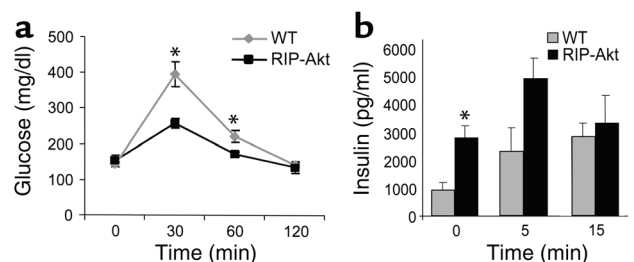 a
Glucose (mg/dl)
500
400
300
200
100
0
*
*
WT
RIP-Akt
0 30 60 120
Time (min)
b
Insulin (pg/ml)
6000
5000
4000
3000
2000
1000
0
*
WT
RIP-Akt
0 5 15
Time (min)